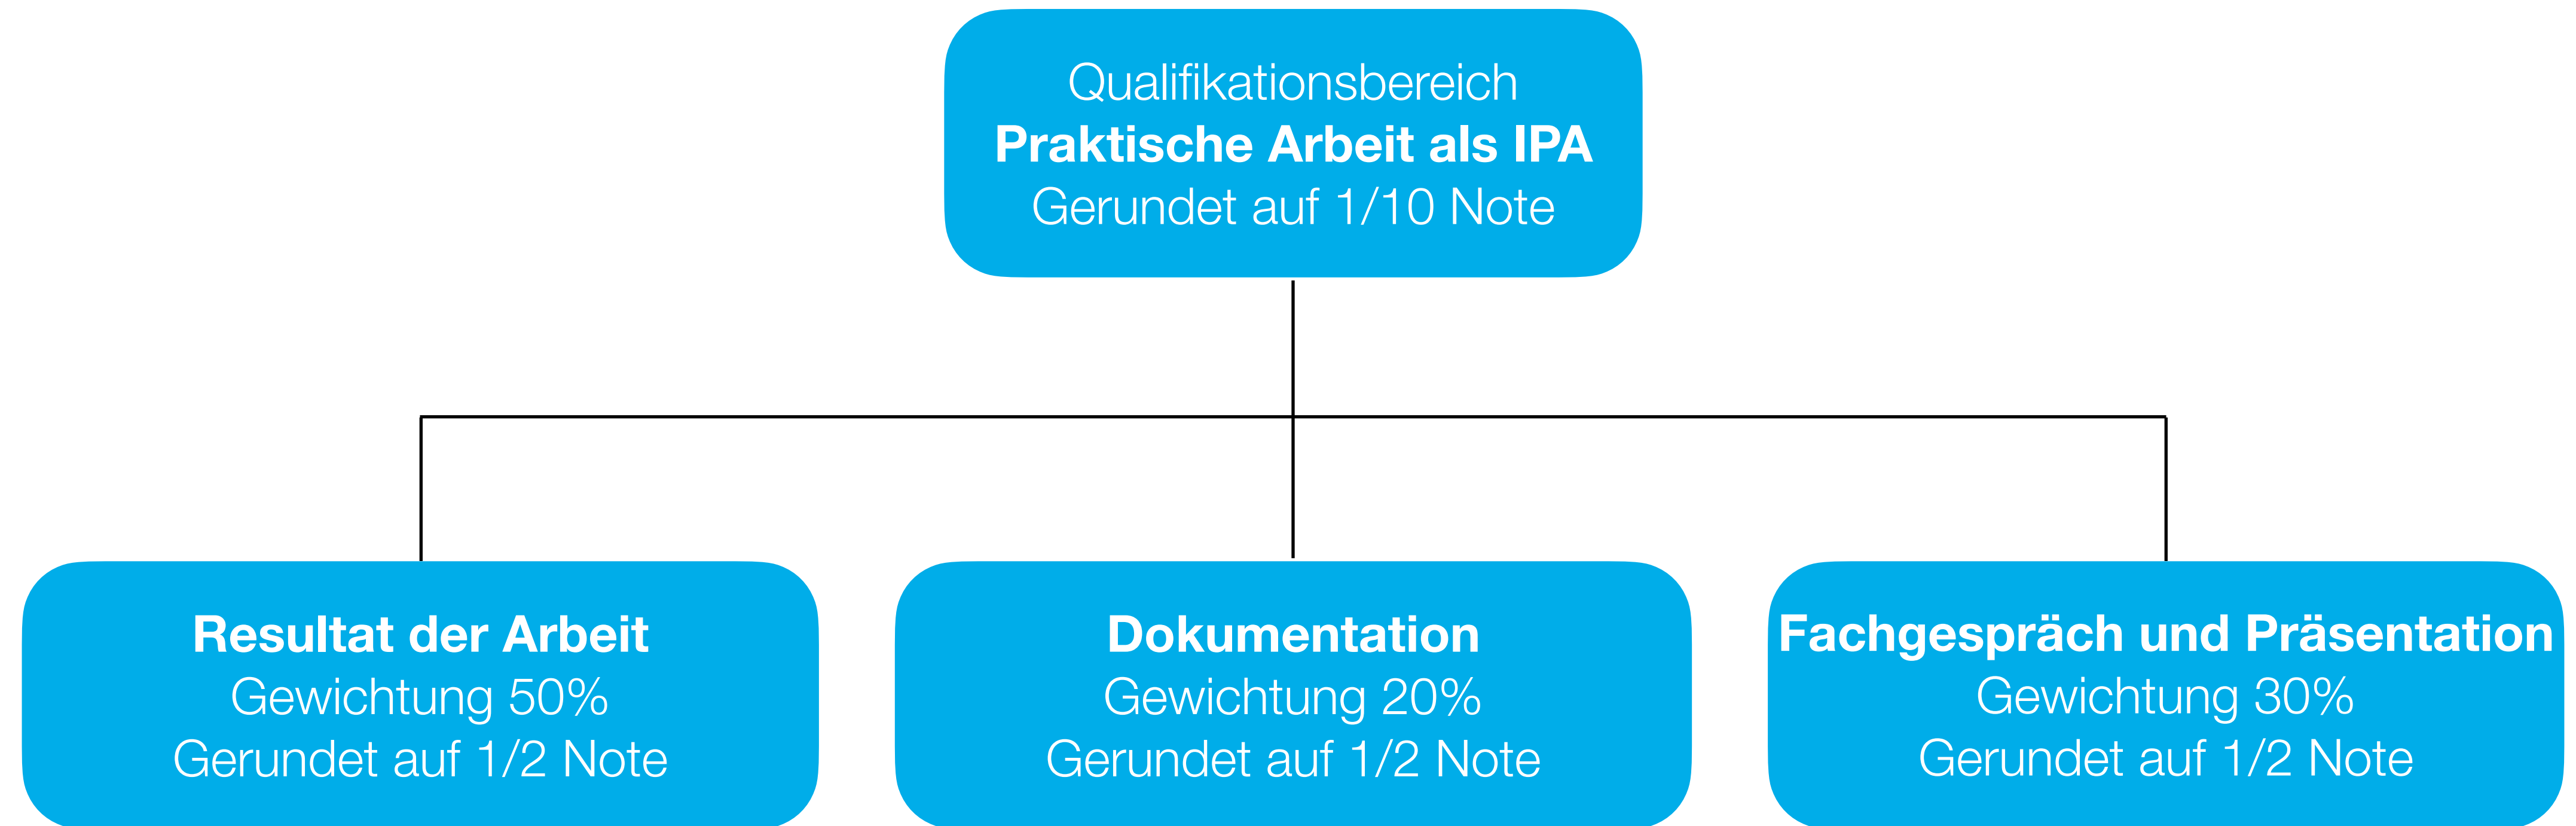 Qualifikationsbereich
Praktische Arbeit als IPA
Gerundet auf 1/10 Note
Resultat der Arbeit
Gewichtung 50%
Gerundet auf 1/2 Note
Dokumentation
Gewichtung 20%
Gerundet auf 1/2 Note
Fachgespräch und Präsentation
Gewichtung 30%
Gerundet auf 1/2 Note